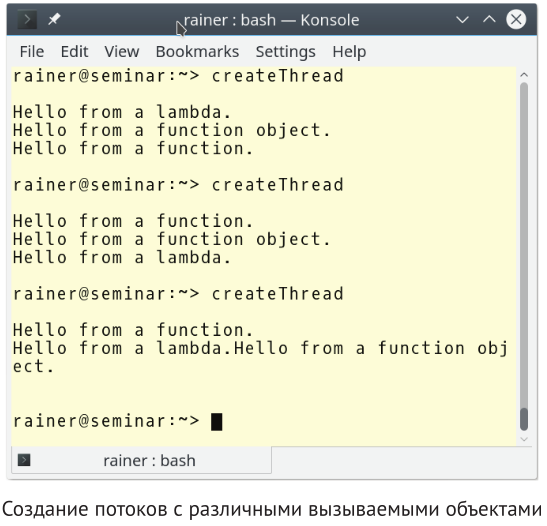 rainer : bash — Konsole
File Edit View Bookmarks Settings Help
rainer@seminar:~> createThread
Hello from a lambda.
Hello from a function object.
Hello from a function.
rainer@seminar:~> createThread
Hello from a function.
Hello from a function object.
Hello from a lambda.
rainer@seminar:~> createThread
Hello from a function.
Hello from a lambda.Hello from a function obj
ect.
rainer@seminar:~>
rainer : bash
Создание потоков с различными вызываемыми объектами